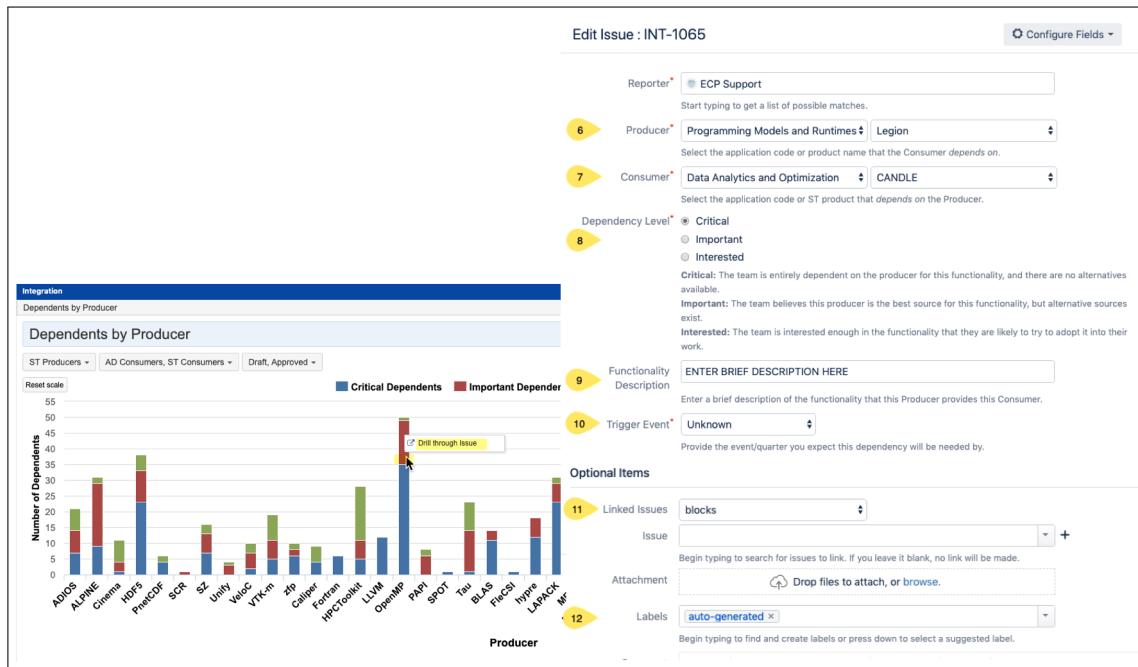 Edit Issue : INT-1065
Configure Fields
Reporter*
ECP Support
Start typing to get a list of possible matches.
6
Producer*
Programming Models and Runtimes
Legion
Select the application code or product name that the Consumer depends on.
7
Consumer*
Data Analytics and Optimization
CANDLE
Select the application code or ST product that depends on the Producer.
Dependency Level*
Critical
8
Important
Interested
Critical: The team is entirely dependent on the producer for this functionality, and there are no alternatives
available.
Important: The team believes this producer is the best source for this functionality, but alternative sources
exist.
Interested: The team is interested enough in the functionality that they are likely to try to adopt it into their
work.
9
Functionality
Description
ENTER BRIEF DESCRIPTION HERE
Enter a brief description of the functionality that this Producer provides this Consumer.
10
Trigger Event*
Unknown
Provide the event/quarter you expect this dependency will be needed by.
Optional Items
11
Linked Issues
blocks
Issue
Begin typing to search for issues to link. If you leave it blank, no link will be made.
Attachment
Drop files to attach, or browse.
12
Labels
auto-generated ×
Begin typing to find and create labels or press down to select a suggested label.
Integration
Dependents by Producer
Dependents by Producer
ST Producers
AD Consumers, ST Consumers
Draft, Approved
Reset scale
Critical Dependents
Important Dependen
Number of Dependents
55
50
45
40
35
30
25
20
15
10
5
0
Drill through Issue
ADIOS
ALPINE
Cinema
HDF5
PnetCDF
SCR
SZ
Unify
VeloC
VTK-m
zfp
Caliper
Fortran
HPCToolkit
LLVM
OpenMP
PAPI
SPOT
Tau
BLAS
FleCSI
hypre
LAPACK
Producer